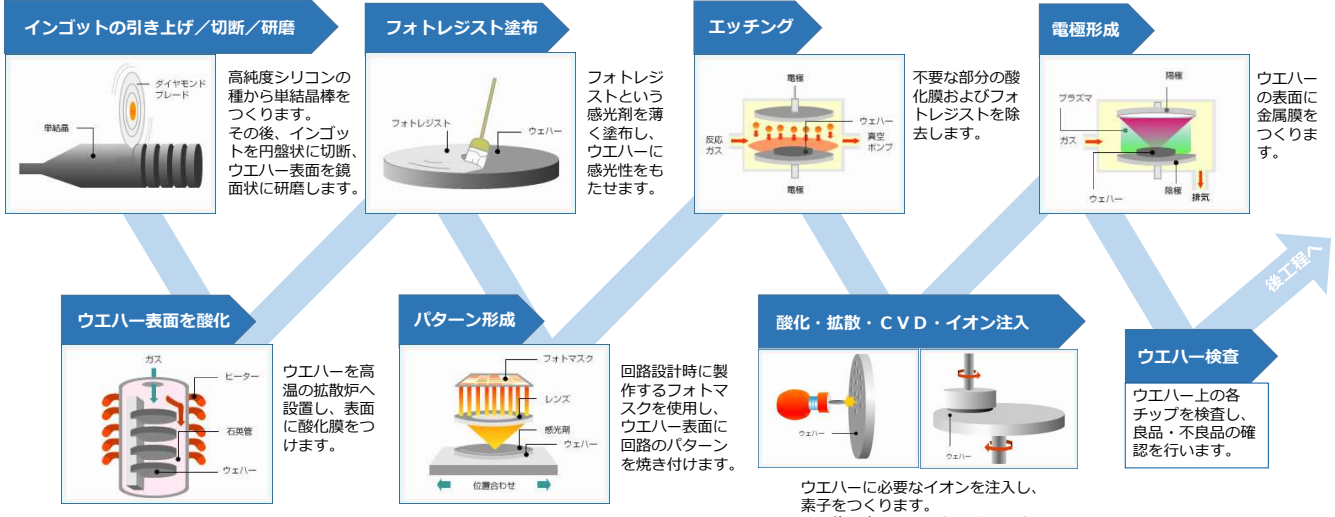 インゴットの引き上げ／切断／研磨
ダイヤモンド
ブレード
単結晶
高純度シリコンの
種から単結晶棒を
つくります。
その後、インゴッ
トを円盤状に切断、
ウエハー表面を鏡
面状に研磨します。
ウエハー表面を酸化
ガス
ヒーター
石英管
ウェハー
ウエハーを高
温の拡散炉へ
設置し、表面
に酸化膜をつ
けます。
フォトレジスト塗布
フォトレジスト
ウェハー
フォトレジ
ストという
感光剤を薄
く塗布し、
ウエハーに
感光性をも
たせます。
パターン形成
フォトマスク
レンズ
感光剤
ウェハー
位置合わせ
回路設計時に製
作するフォトマ
スクを使用し、
ウエハー表面に
回路のパターン
を焼き付けます。
エッチング
電極
ウェハー
反応
ガス
真空
ポンプ
電極
不要な部分の酸
化膜およびフォ
トレジストを除
去します。
酸化・拡散・ＣＶＤ・イオン注入
ウェハー
ウェハー
ウエハーに必要なイオンを注入し、
素子をつくります。
電極形成
陽極
プラズマ
ガス
ウェハー
陰極
排気
ウエハー
の表面に
金属膜を
つくりま
す。
ウエハー検査
ウエハー上の各
チップを検査し、
良品・不良品の確
認を行います。
後工程へ